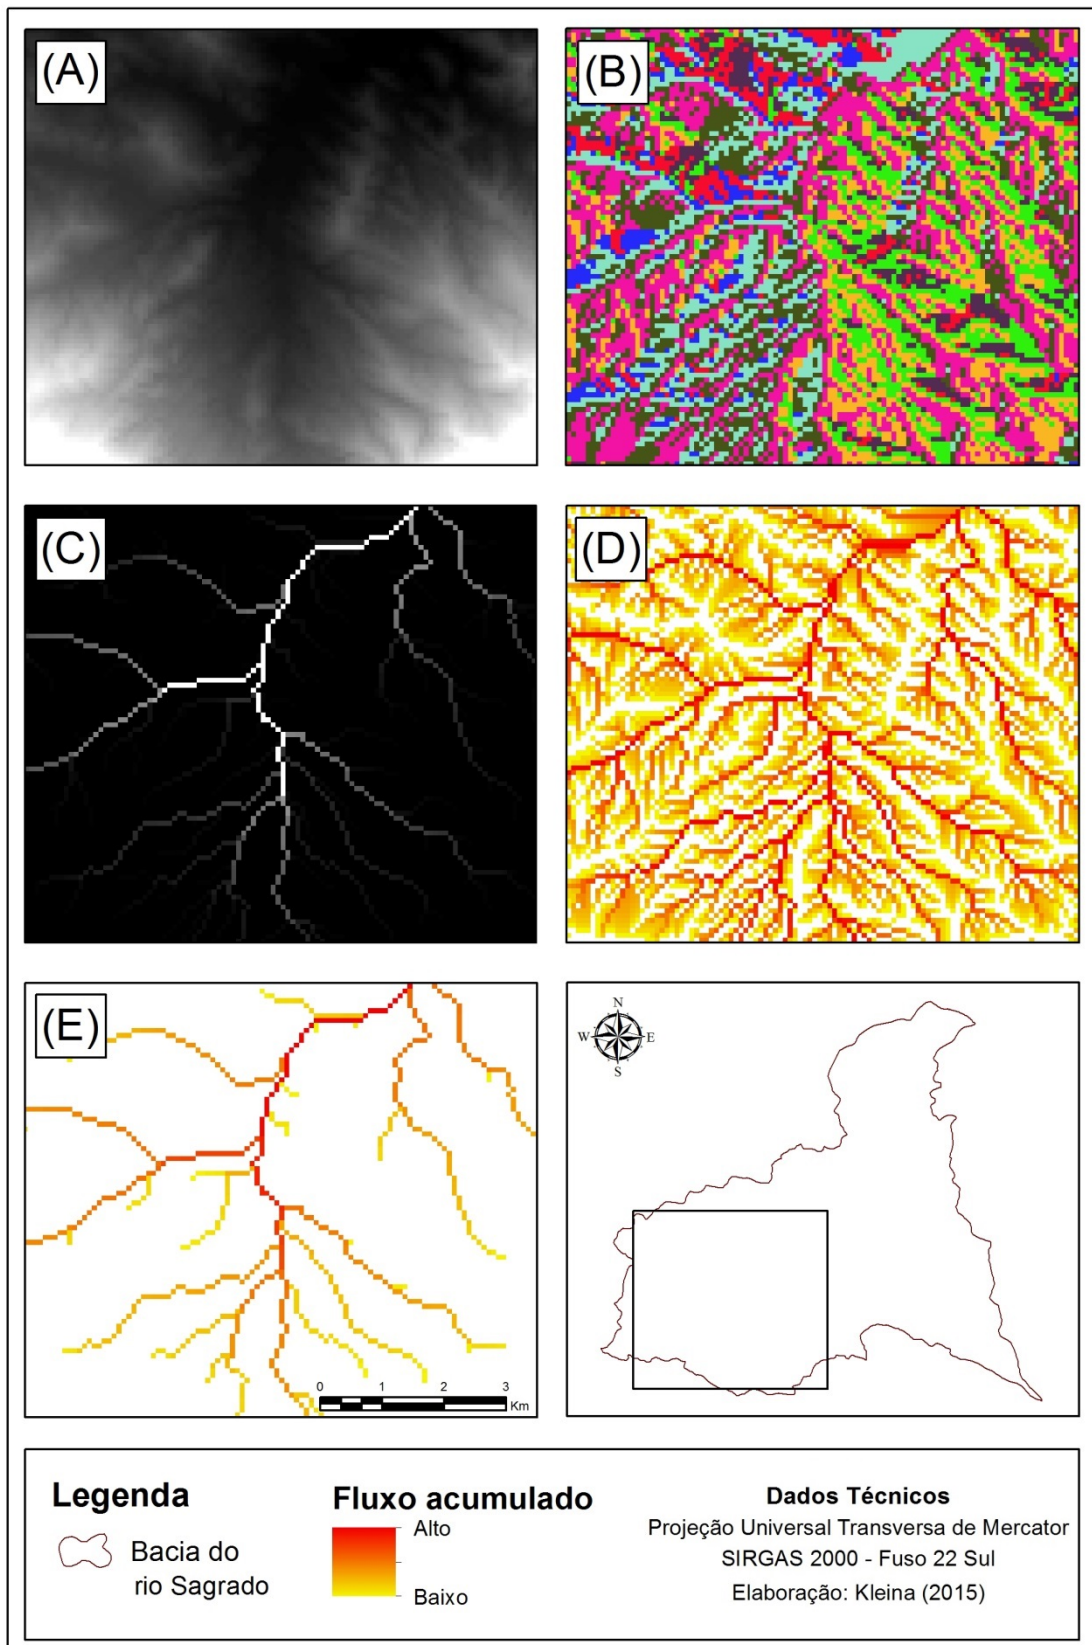 (A)
(B)
(C)
(D)
(E)
N
W
E
S
0 1 2 3
Km
Legenda
Bacia do
rio Sagrado
Fluxo acumulado
Alto
Baixo
Dados Técnicos
Projeção Universal Transversa de Mercator
SIRGAS 2000 - Fuso 22 Sul
Elaboração: Kleina (2015)